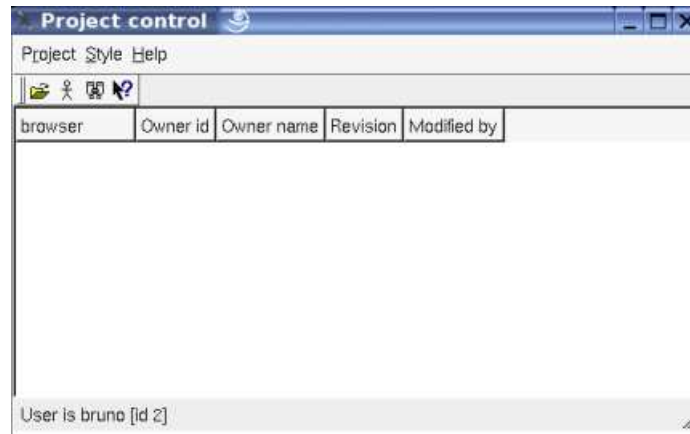 Project control
Project Style Help
browser Owner id Owner name Revision Modified by
User is bruno [id 2]